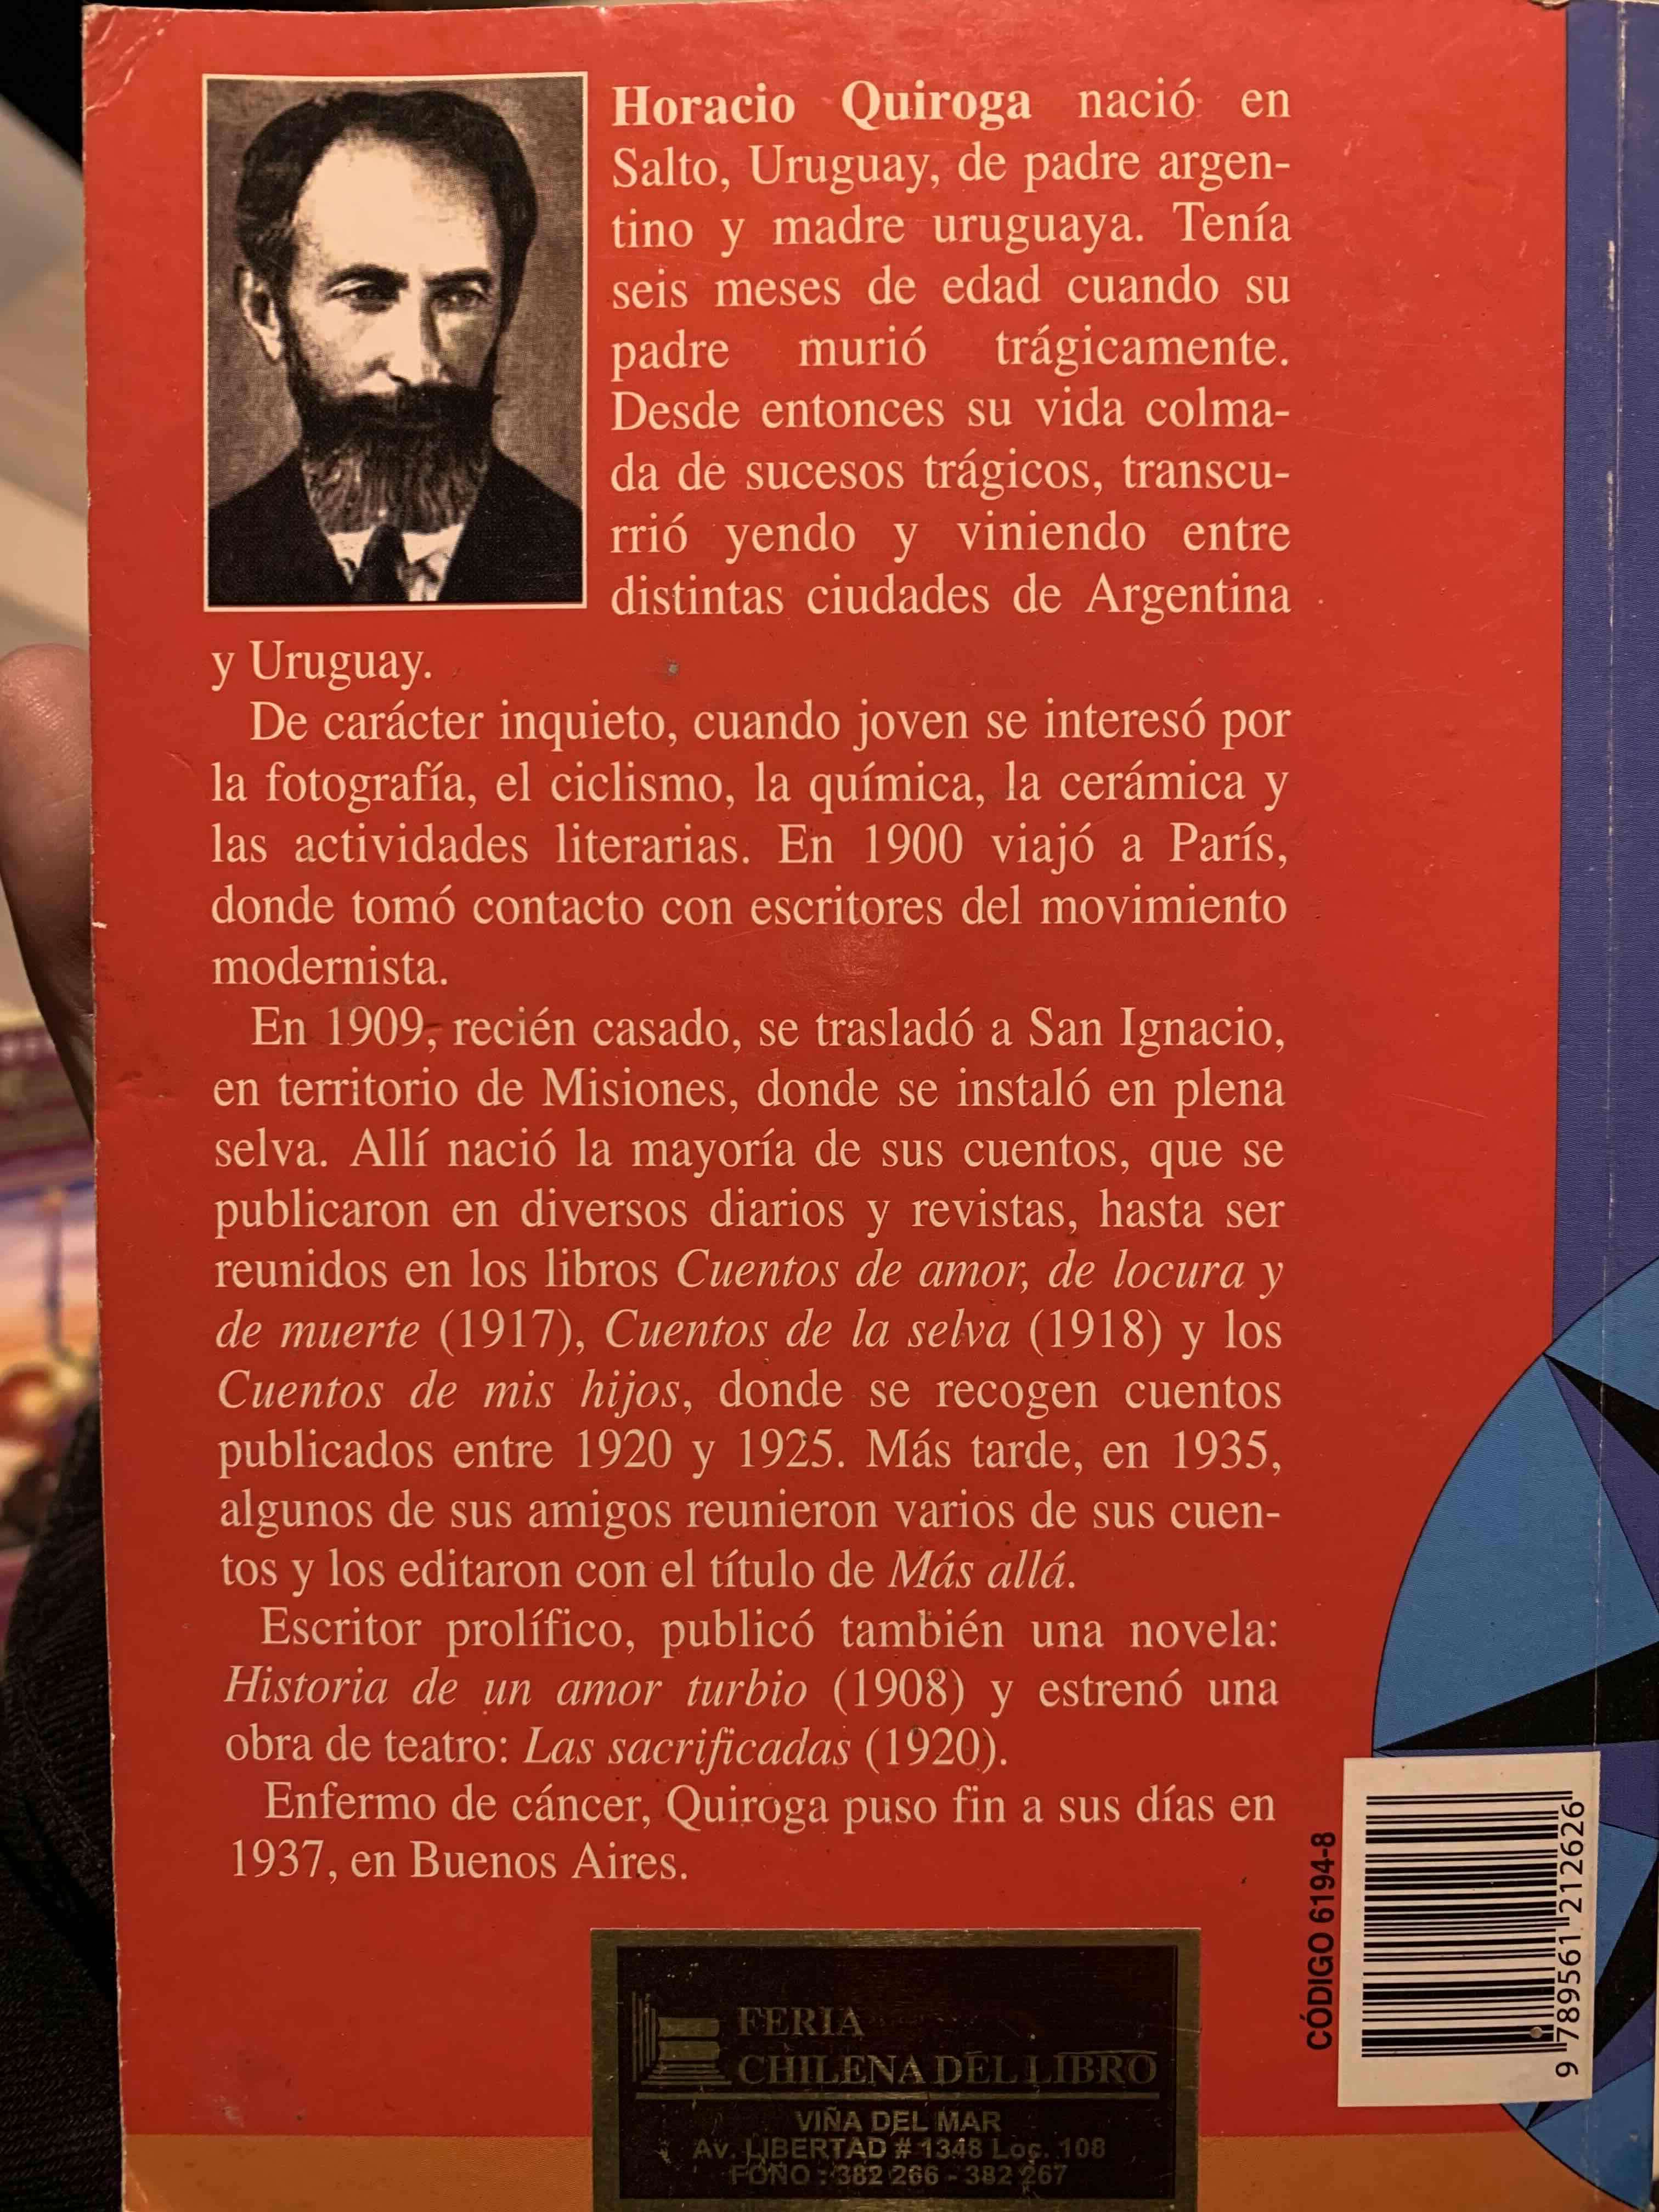 Horacio Quiroga nació en
Salto, Uruguay, de padre argen-
tino y madre uruguaya. Tenía
seis meses de edad cuando su
padre murió trágicamente.
Desde entonces su vida colma-
da de sucesos trágicos, transcu-
rrió yendo y viniendo entre
distintas ciudades de Argentina
y Uruguay.
De carácter inquieto, cuando joven se interesó por
la fotografía, el ciclismo, la química, la cerámica y
las actividades literarias. En 1900 viajó a París,
donde tomó contacto con escritores del movimiento
modernista.
En 1909, recién casado, se trasladó a San Ignacio,
en territorio de Misiones, donde se instaló en plena
selva. Allí nació la mayoría de sus cuentos, que se
publicaron en diversos diarios y revistas, hasta ser
reunidos en los libros Cuentos de amor, de locura y
de muerte (1917), Cuentos de la selva (1918) y los
Cuentos de mis hijos, donde se recogen cuentos
publicados entre 1920 y 1925. Más tarde, en 1935,
algunos de sus amigos reunieron varios de sus cuen-
tos y los editaron con el título de Más allá.
Escritor prolífico, publicó también una novela:
Historia de un amor turbio (1908) y estrenó una
obra de teatro: Las sacrificadas (1920).
Enfermo de cáncer, Quiroga puso fin a sus días en
1937, en Buenos Aires.
CÓDIGO 6194-8
9 789561 212626
FERIA
CHILENA DEL LIBRO
VIÑA DEL MAR
Av. LIBERTAD # 1348 Loc. 108
FONO : 382 266 - 382 267